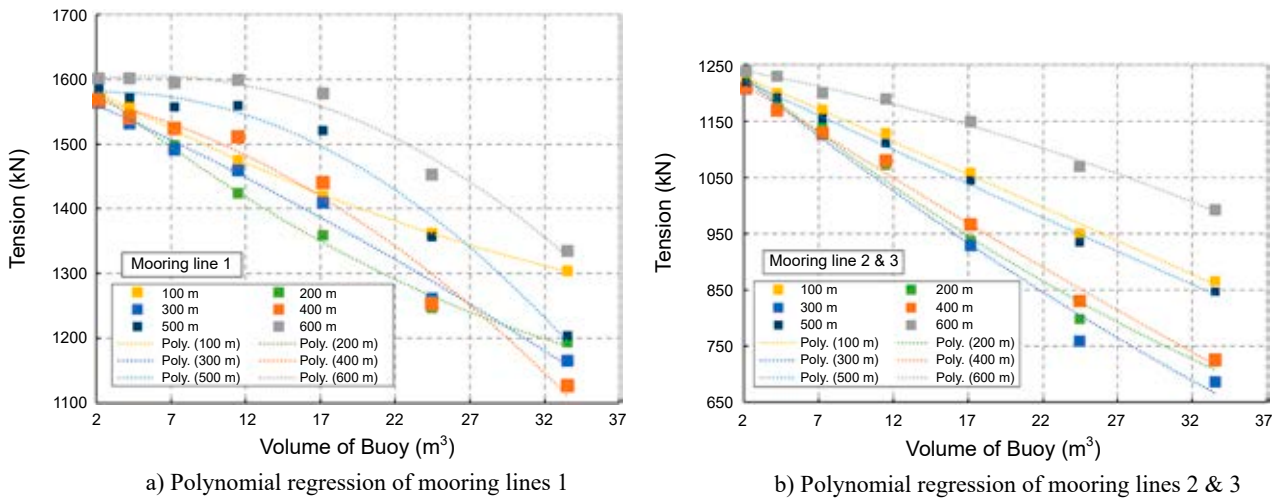 1700
1600
1500
1400
1300
1200
1100
Tension (kN)
Mooring line 1
100 m 200 m
300 m 400 m
500 m 600 m
Poly. (100 m) Poly. (200 m)
Poly. (300 m) Poly. (400 m)
Poly. (500 m) Poly. (600 m)
2 7 12 17 22 27 32 37
Volume of Buoy (m³)
a) Polynomial regression of mooring lines 1
1250
1150
1050
950
850
750
650
Tension (kN)
Mooring line 2 & 3
100 m 200 m
300 m 400 m
500 m 600 m
Poly. (100 m) Poly. (200 m)
Poly. (300 m) Poly. (400 m)
Poly. (500 m) Poly. (600 m)
2 7 12 17 22 27 32 37
Volume of Buoy (m³)
b) Polynomial regression of mooring lines 2 & 3